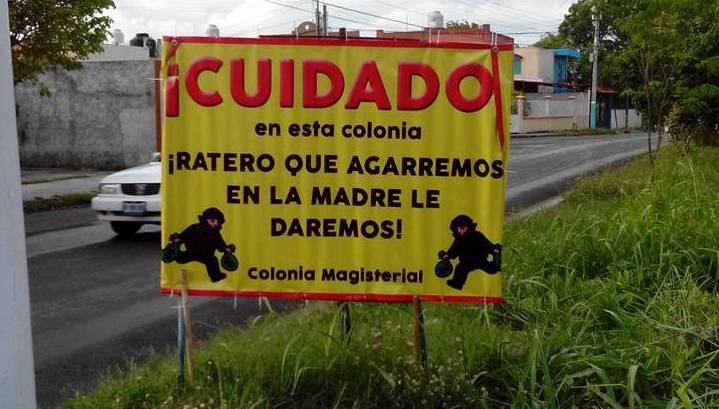 ¡CUIDADO
en esta colonia
¡RATERO QUE AGARREMOS
EN LA MADRE LE
DAREMOS!
Colonia Magisterial